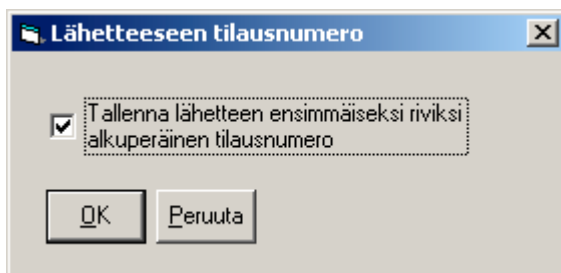 Lähetteeseen tilausnumero
Tallenna lähetteen ensimmäiseksi riviksi
alkuperäinen tilausnumero
OK
Peruuta